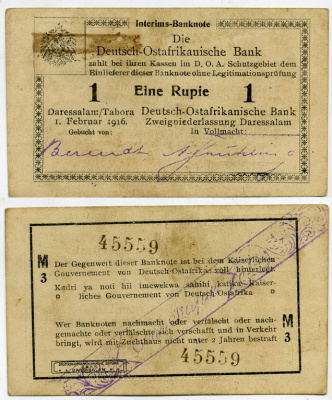 Interims-Banknote
Die
Deutsch-Ostafrikanische Bank
zahlt bei ihren Kassen im D. O. A. Schutzgebiet dem
Einlieferer dieser Banknote ohne Legitimationsprüfung
1 Eine Rupie 1
Daressalam/Tabora Deutsch-Ostafrikanische Bank
1. Februar 1916. Zweigniederlassung Daressalam
Gebucht von: in Vollmacht:
Berendt
45559
M
3
Der Gegenwert dieser Banknote ist bei dem Kaiserlichen
Gouvernement von Deutsch-Ostafrika voll hinterlegt.
Kadri ya noti hii imewekwa sahihi katika Kaiser-
liches Gouvernement von Deutsch-Ostafrika
Wer Banknoten nachmacht oder verfälscht oder nach-
gemachte oder verfälschte sich verschafft und in Verkehr
bringt, wird mit Zuchthaus nicht unter 2 Jahren bestraft
M
3
45559